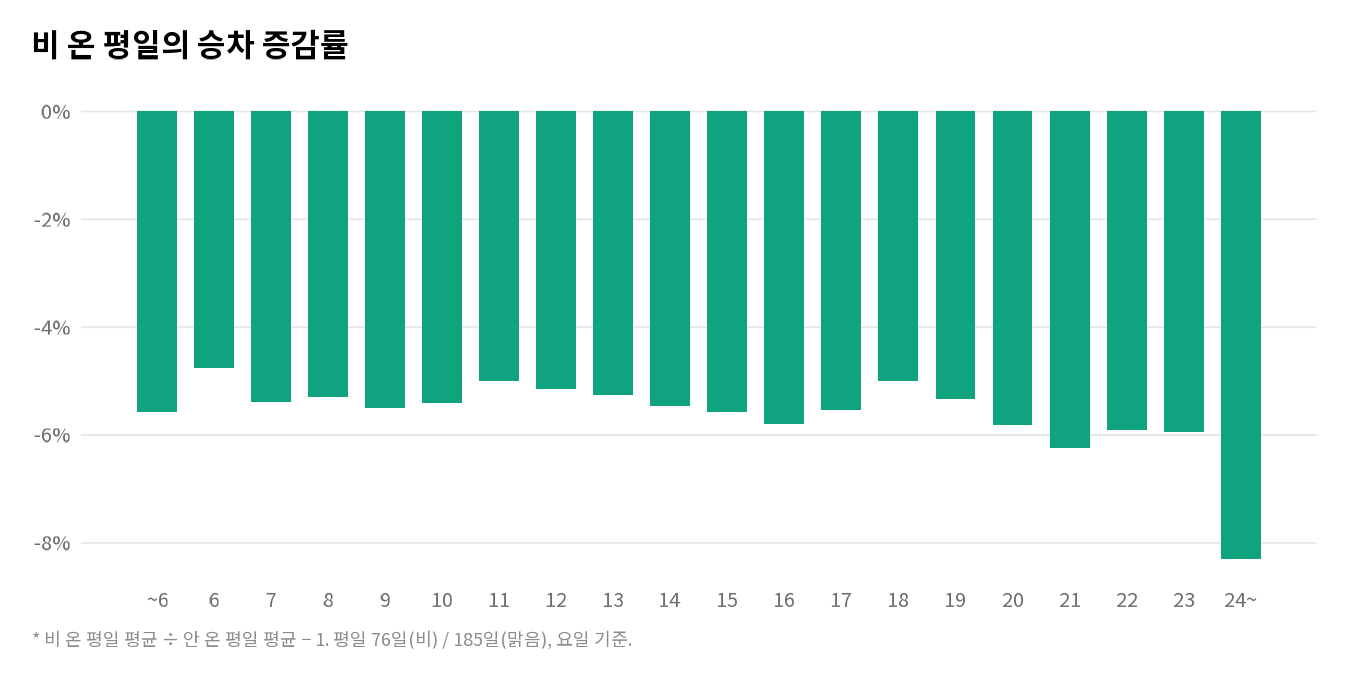 비 온 평일의 승차 증감률
0%
-2%
-4%
-6%
-8%
~6 6 7 8 9 10 11 12 13 14 15 16 17 18 19 20 21 22 23 24~
* 비 온 평일 평균 ÷ 안 온 평일 평균 − 1. 평일 76일(비) / 185일(맑음), 요일 기준.